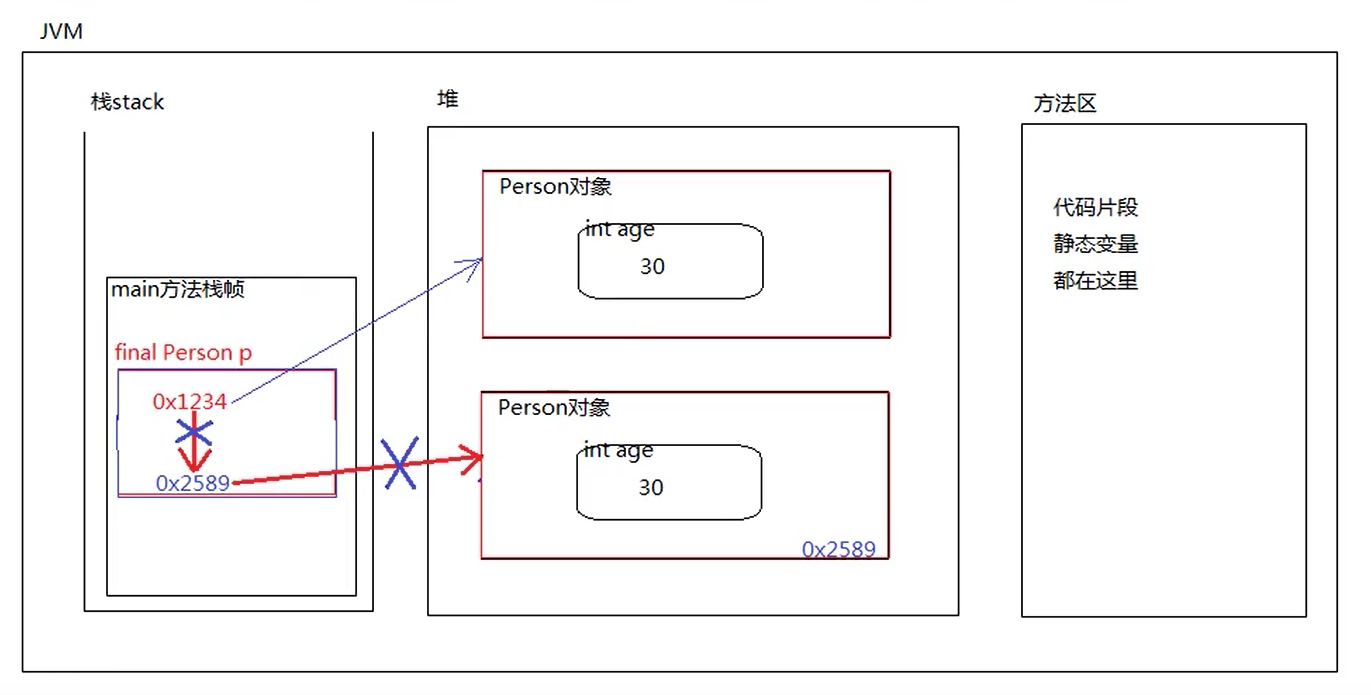 JVM
栈stack
main方法栈帧
final Person p
0x1234
0x2589
堆
Person对象
int age
30
Person对象
int age
30
0x2589
方法区
代码片段
静态变量
都在这里